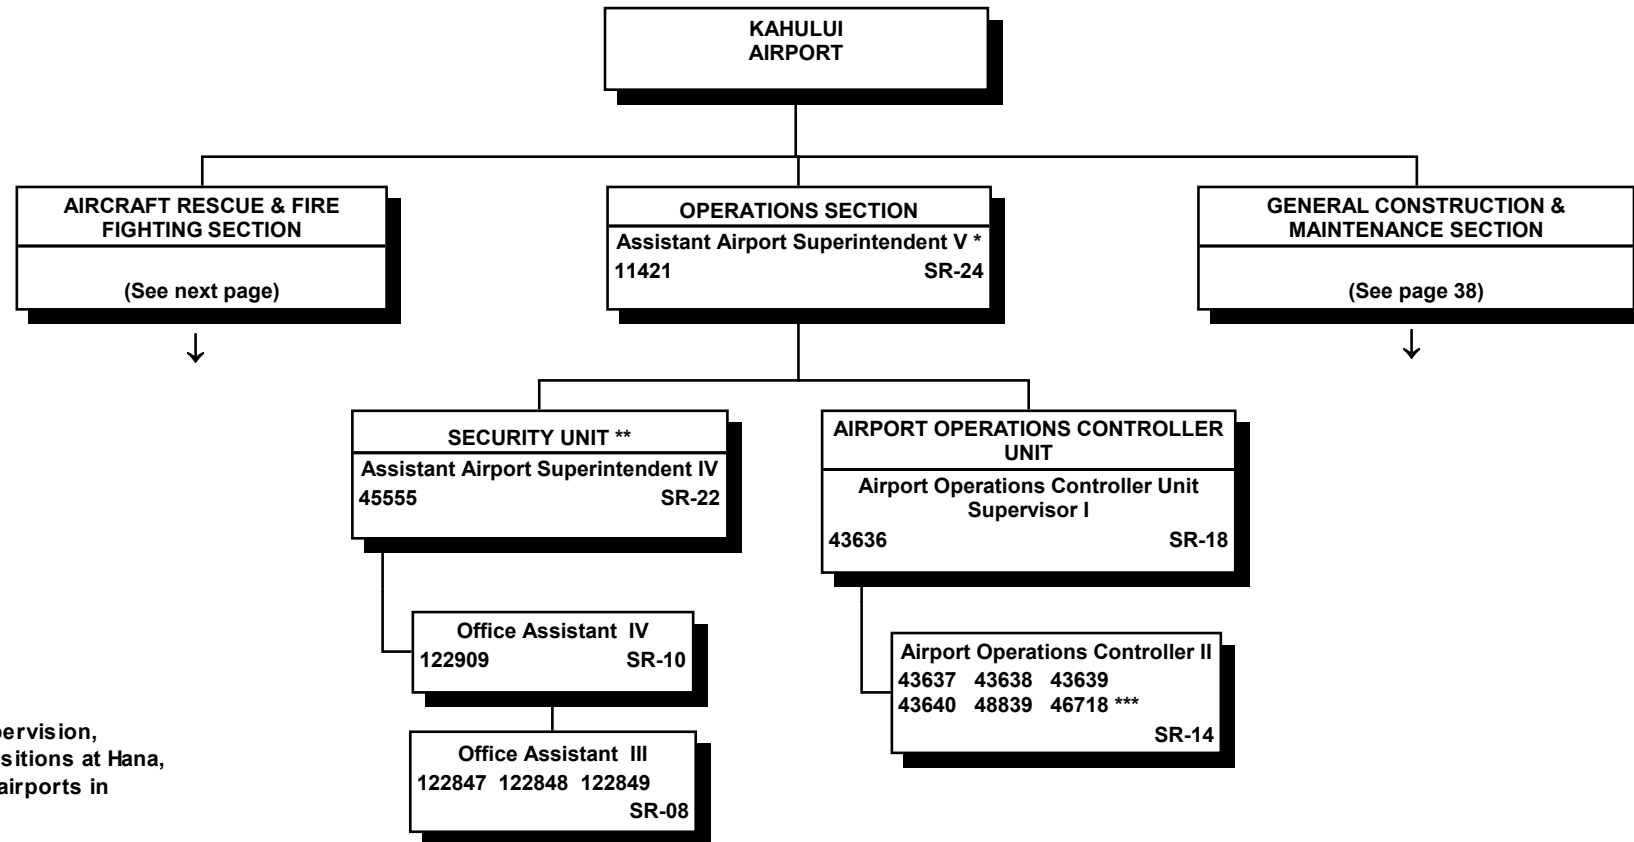 KAHULUI
AIRPORT
AIRCRAFT RESCUE & FIRE
FIGHTING SECTION
(See next page)
↓
OPERATIONS SECTION
Assistant Airport Superintendent V *
11421 SR-24
GENERAL CONSTRUCTION &
MAINTENANCE SECTION
(See page 38)
↓
SECURITY UNIT **
Assistant Airport Superintendent IV
45555 SR-22
AIRPORT OPERATIONS CONTROLLER
UNIT
Airport Operations Controller Unit
Supervisor I
43636 SR-18
Office Assistant IV
122909 SR-10
Airport Operations Controller II
43637 43638 43639
43640 48839 46718 ***
SR-14
Office Assistant III
122847 122848 122849
SR-08
pervision,
sitions at Hana,
airports in